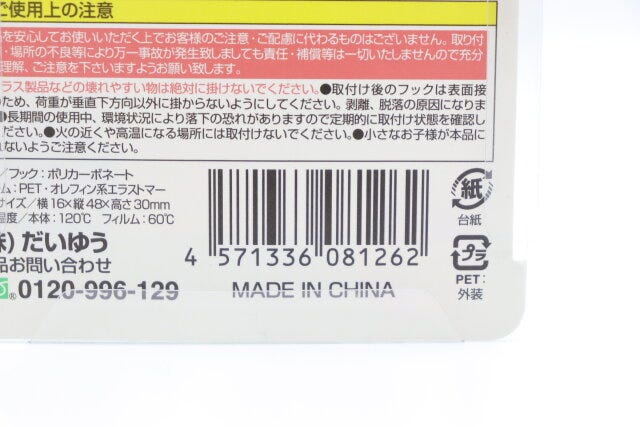 ご使用上の注意
を安心してお使いいただく上でお客様のご注意・ご配慮に代わるものはございません。取り付
・場所の不良等により万一事故が発生致しましても責任・補償等は一切いたしませんので充分
理解、ご注意を下さいますようお願い致します。
ラス製品などの壊れやすい物は絶対に掛けないでください。●取付け後のフックは表面接
ため、荷重が垂直下方向以外に掛からないようにしてください。剥離、脱落の原因になりま
●長期間の使用中、環境状況により落下の恐れがありますので定期的に取付け状態を確認し
ださい。●火の近くや高温になる場所には取付けないでください。●小さなお子様が本品に
れないようご注意ください。
/フック：ポリカーボネート
ム：PET・オレフィン系エラストマー
サイズ／横16×縦48×高さ30mm
温度／本体：120℃ フィルム：60℃
株）だいゆう
品お問い合わせ
0120-996-129
4 571336 081262
MADE IN CHINA
紙
台紙
プラ
PET：
外装